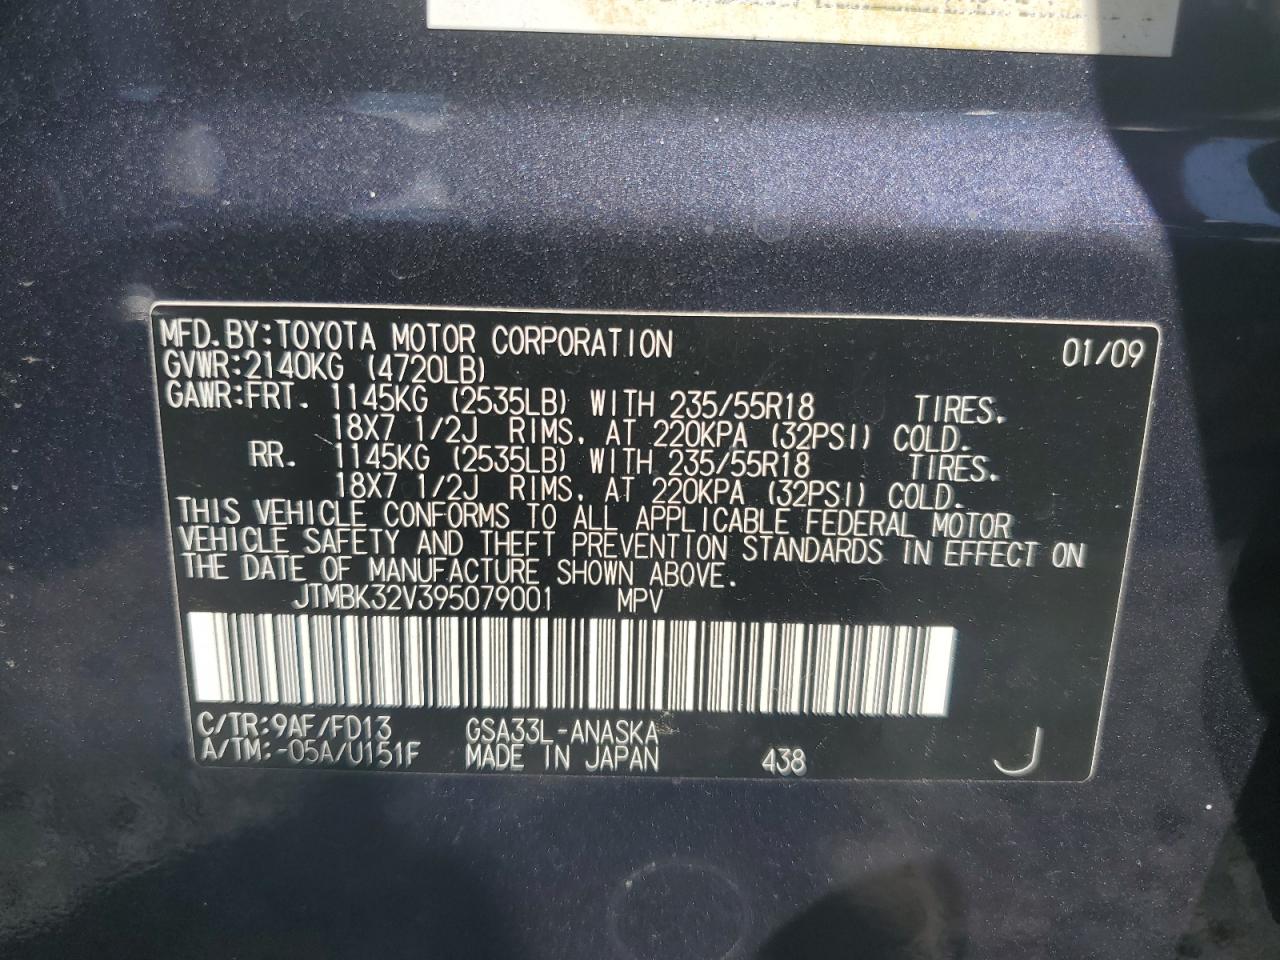 MFD.BY:TOYOTA MOTOR CORPORATION 01/09
GVWR:2140KG (4720LB)
GAWR:FRT. 1145KG (2535LB) WITH 235/55R18 TIRES.
18X7 1/2J RIMS, AT 220KPA (32PSI) COLD.
RR. 1145KG (2535LB) WITH 235/55R18 TIRES.
18X7 1/2J RIMS, AT 220KPA (32PSI) COLD.
THIS VEHICLE CONFORMS TO ALL APPLICABLE FEDERAL MOTOR
VEHICLE SAFETY AND THEFT PREVENTION STANDARDS IN EFFECT ON
THE DATE OF MANUFACTURE SHOWN ABOVE.
JTMBK32V395079001 MPV
C/TR:9AF/FD13 GSA33L-ANASKA
A/TM:-05A/U151F MADE IN JAPAN 438 J